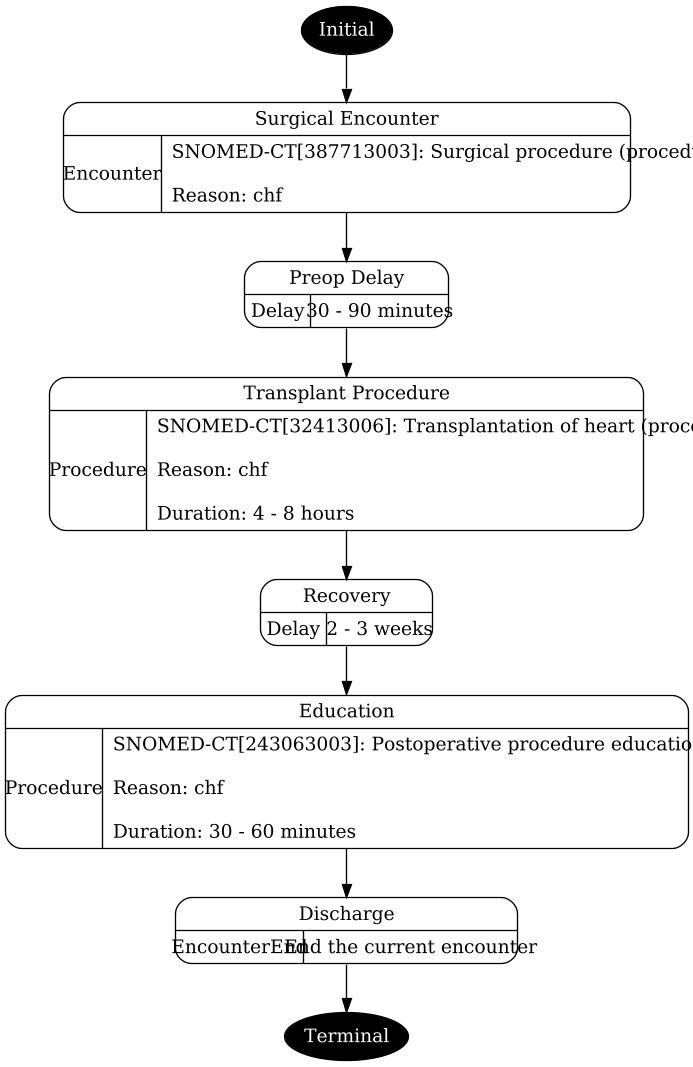 Initial
Surgical Encounter
Encounter
SNOMED-CT[387713003]: Surgical procedure
Reason: chf
Preop Delay
Delay 30 - 90 minutes
Transplant Procedure
SNOMED-CT[32413006]: Transplantation of heart
Procedure
Reason: chf
Duration: 4 - 8 hours
Recovery
Delay 2 - 3 weeks
Education
SNOMED-CT[243063003]: Postoperative procedure
Procedure
Reason: chf
Duration: 30 - 60 minutes
Discharge
EncounterEnd End the current encounter
Terminal